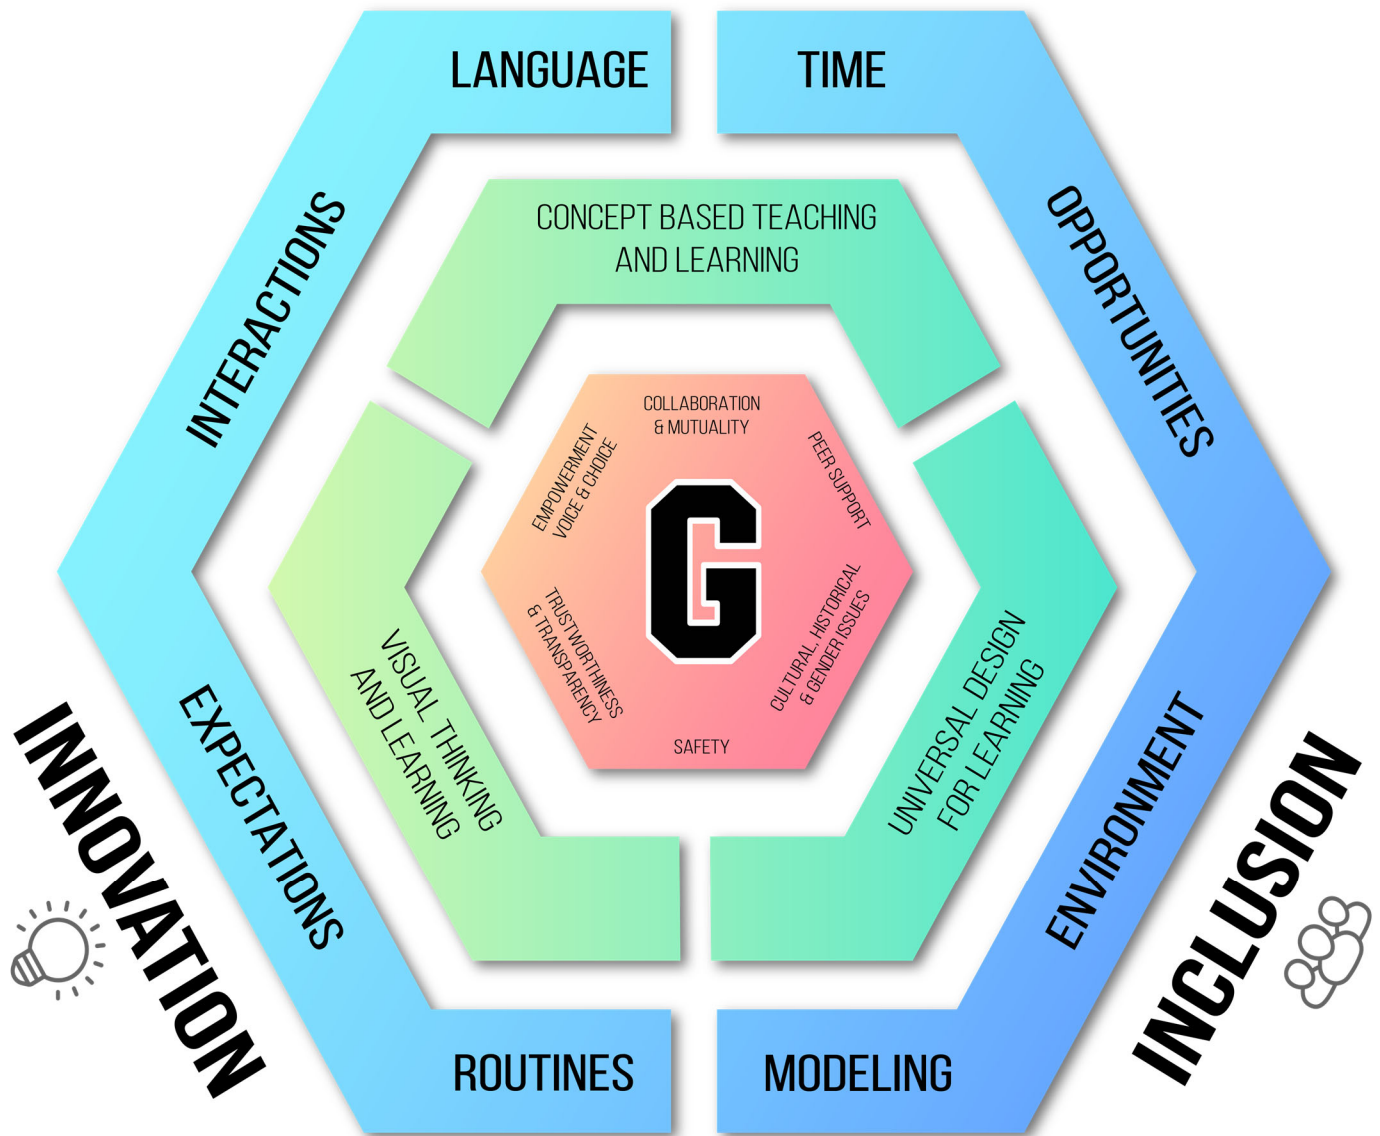 LANGUAGE
TIME
INTERACTIONS
OPPORTUNITIES
CONCEPT BASED TEACHING
AND LEARNING
COLLABORATION
& MUTUALITY
EMPOWERMENT
VOICE & CHOICE
PEER SUPPORT
G
TRUSTWORTHINESS
& TRANSPARENCY
CULTURAL, HISTORICAL
& GENDER ISSUES
SAFETY
VISUAL THINKING
AND LEARNING
UNIVERSAL DESIGN
FOR LEARNING
EXPECTATIONS
ENVIRONMENT
INNOVATION
INCLUSION
ROUTINES
MODELING